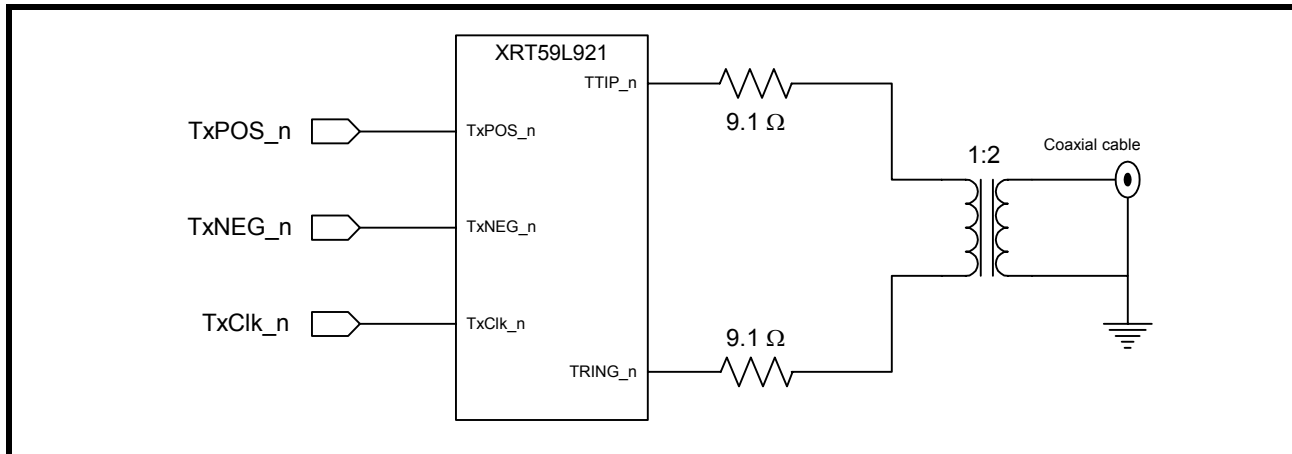 XRT59L921
TTIP_n
9.1 Ω
TxPOS_n
TxPOS_n
1:2
Coaxial cable
TxNEG_n
TxNEG_n
TxClk_n
TxClk_n
9.1 Ω
TRING_n